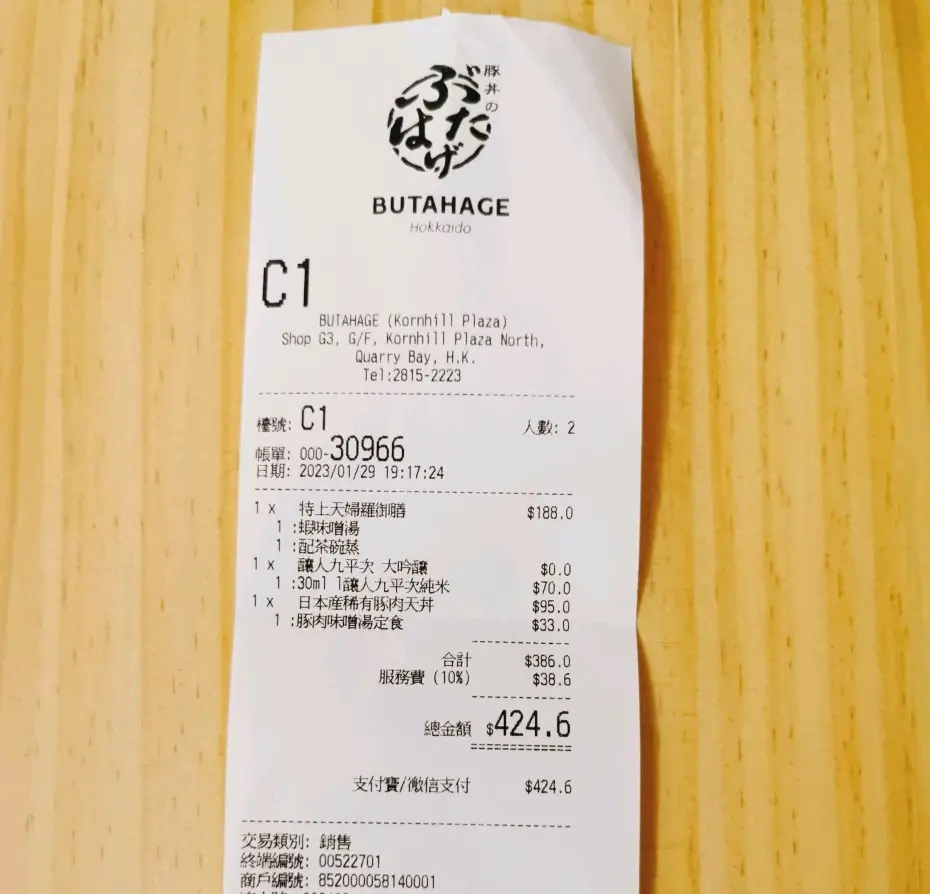 豚丼の
ぶた
はげ
BUTAHAGE
Hokkaido
C1
BUTAHAGE (Kornhill Plaza)
Shop G3, G/F, Kornhill Plaza North,
Quarry Bay, H.K.
Tel:2815-2223
檯號: C1 人數: 2
帳單: 000-30966
日期: 2023/01/29 19:17:24
1 x 特上天婦羅御膳 $188.0
1 :蝦味噌湯
1 :配茶碗蒸
1 x 釀人九平次 大吟釀 $0.0
1 :30ml 1釀人九平次純米 $70.0
1 x 日本産稀有豚肉天丼 $95.0
1 :豚肉味噌湯定食 $33.0
合計 $386.0
服務費 (10%) $38.6
總金額 $424.6
支付寶/微信支付 $424.6
交易類別: 銷售
終端編號: 00522701
商戶編號: 852000058140001